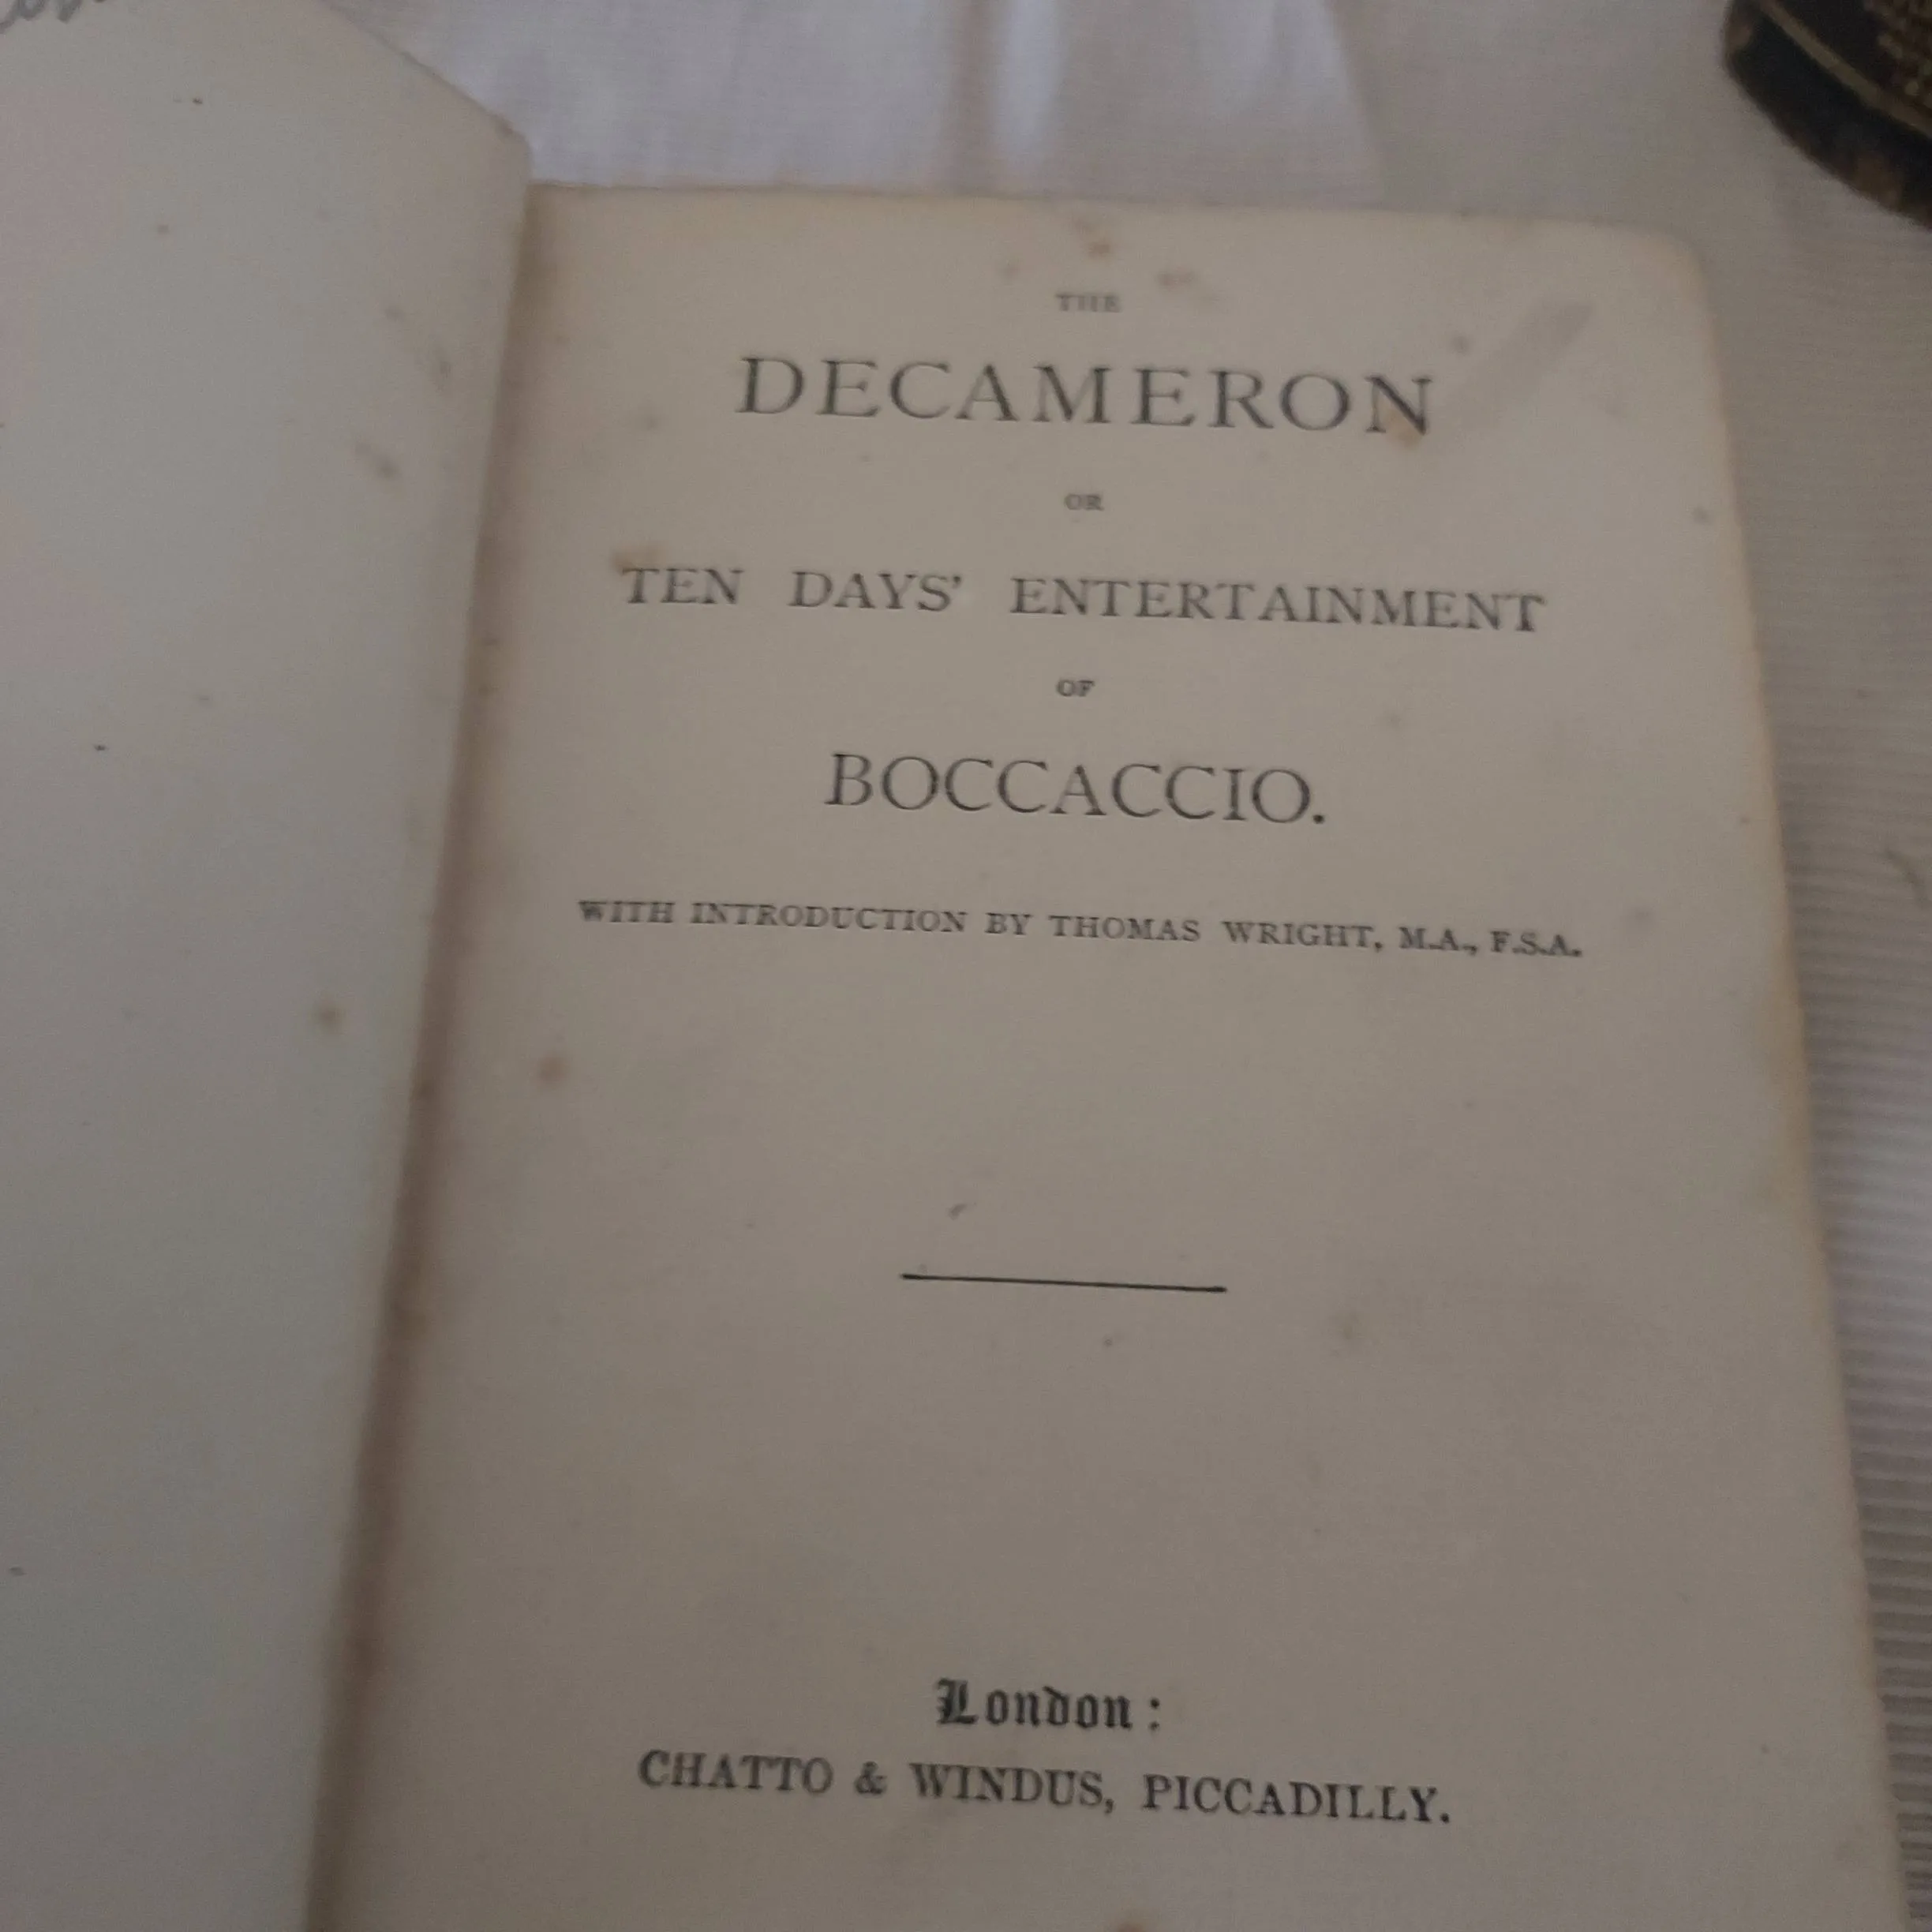 THE
DECAMERON
OR
TEN DAYS' ENTERTAINMENT
OF
BOCCACCIO.
WITH INTRODUCTION BY THOMAS WRIGHT, M.A., F.S.A.
London:
CHATTO & WINDUS, PICCADILLY.